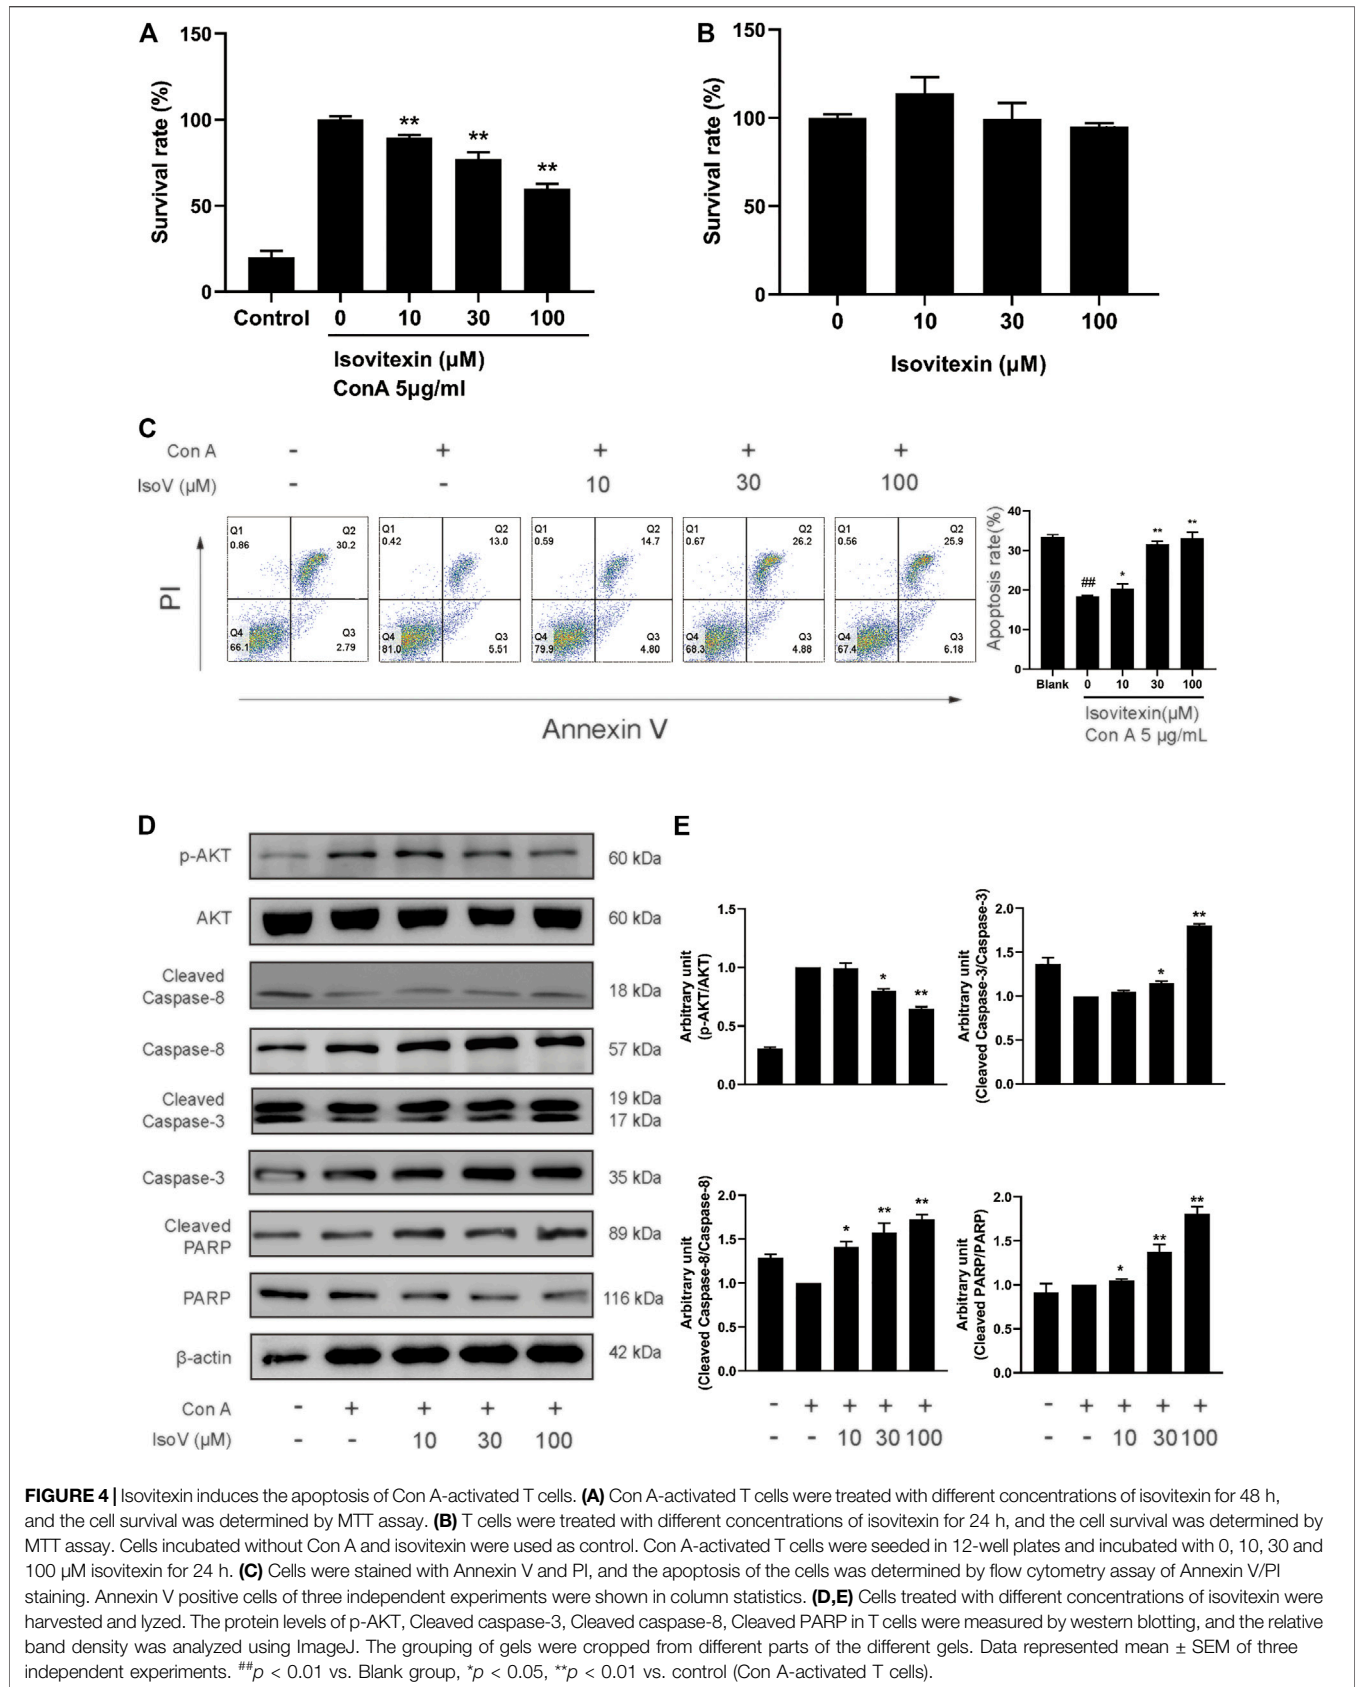 A
150
100
50
0
Survival rate (%)
**
**
**
Control 0 10 30 100
Isovitexin (μM)
ConA 5μg/ml
B
150
100
50
0
Survival rate (%)
0 10 30 100
Isovitexin (μM)
C
Con A - + + + +
IsoV (μM) - - 10 30 100
PI
Q1
0.86
Q2
30.2
Q4
66.1
Q3
2.79
Q1
0.42
Q2
13.0
Q4
81.0
Q3
5.51
Q1
0.59
Q2
14.7
Q4
79.9
Q3
4.80
Q1
0.67
Q2
26.2
Q4
68.3
Q3
4.88
Q1
0.56
Q2
25.9
Q4
67.4
Q3
6.18
Annexin V
Apoptosis rate(%)
40
30
20
10
0
##
*
**
**
Blank 0 10 30 100
Isovitexin(μM)
Con A 5 μg/mL
D
p-AKT 60 kDa
AKT 60 kDa
Cleaved
Caspase-8 18 kDa
Caspase-8 57 kDa
Cleaved 19 kDa
Caspase-3 17 kDa
Caspase-3 35 kDa
Cleaved
PARP 89 kDa
PARP 116 kDa
β-actin 42 kDa
Con A - + + + +
IsoV (μM) - - 10 30 100
E
Arbitrary unit
(p-AKT/AKT)
1.5
1.0
0.5
0.0
*
**
Arbitrary unit
(Cleaved Caspase-3/Caspase-3)
2.0
1.5
1.0
0.5
0.0
*
**
Arbitrary unit
(Cleaved Caspase-8/Caspase-8)
2.0
1.5
1.0
0.5
0.0
*
**
**
- + + + +
- - 10 30 100
Arbitrary unit
(Cleaved PARP/PARP)
2.0
1.5
1.0
0.5
0.0
*
**
**
- + + + +
- - 10 30 100
FIGURE 4 | Isovitexin induces the apoptosis of Con A-activated T cells. (A) Con A-activated T cells were treated with different concentrations of isovitexin for 48 h,
and the cell survival was determined by MTT assay. (B) T cells were treated with different concentrations of isovitexin for 24 h, and the cell survival was determined by
MTT assay. Cells incubated without Con A and isovitexin were used as control. Con A-activated T cells were seeded in 12-well plates and incubated with 0, 10, 30 and
100 μM isovitexin for 24 h. (C) Cells were stained with Annexin V and PI, and the apoptosis of the cells was determined by flow cytometry assay of Annexin V/PI
staining. Annexin V positive cells of three independent experiments were shown in column statistics. (D,E) Cells treated with different concentrations of isovitexin were
harvested and lyzed. The protein levels of p-AKT, Cleaved caspase-3, Cleaved caspase-8, Cleaved PARP in T cells were measured by western blotting, and the relative
band density was analyzed using ImageJ. The grouping of gels were cropped from different parts of the different gels. Data represented mean ± SEM of three
independent experiments. ##p < 0.01 vs. Blank group, *p < 0.05, **p < 0.01 vs. control (Con A-activated T cells).